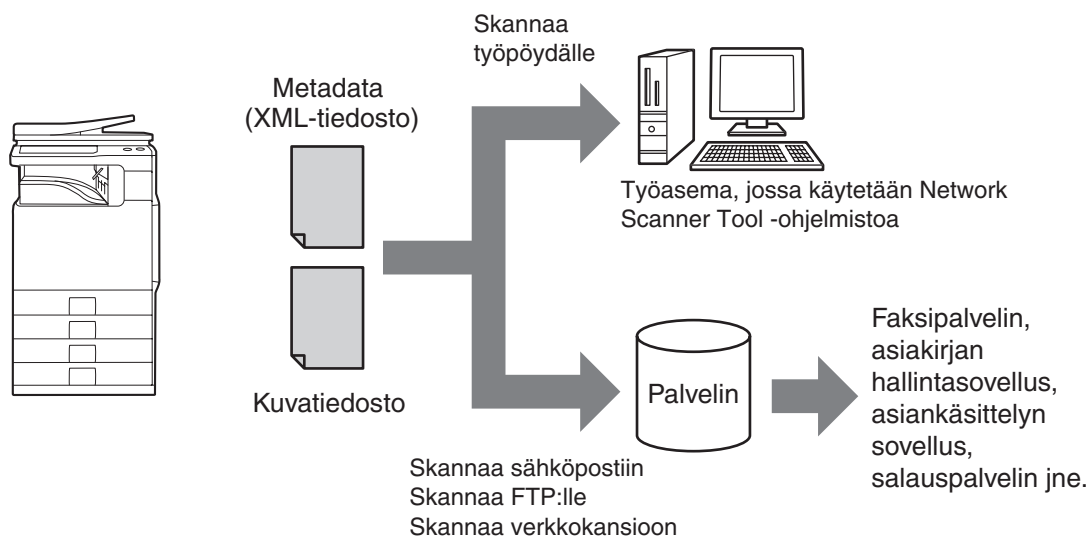 Skannaa
työpöydälle
Metadata
(XML-tiedosto)
Työasema, jossa käytetään Network
Scanner Tool -ohjelmistoa
Kuvatiedosto
Palvelin
Faksipalvelin,
asiakirjan
hallintasovellus,
asiankäsittelyn
sovellus,
salauspalvelin jne.
Skannaa sähköpostiin
Skannaa FTP:lle
Skannaa verkkokansioon